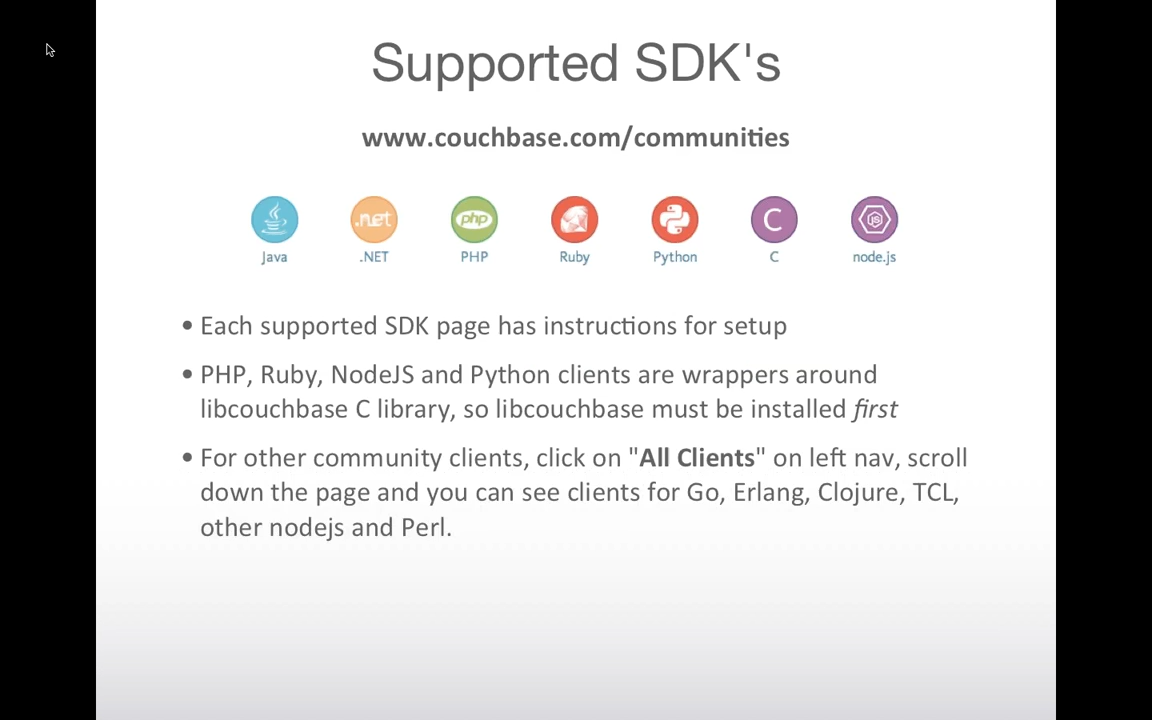 Supported SDK's
www.couchbase.com/communities
.net php C JS
Java .NET PHP Ruby Python C node.js
• Each supported SDK page has instructions for setup
• PHP, Ruby, NodeJS and Python clients are wrappers around
libcouchbase C library, so libcouchbase must be installed first
• For other community clients, click on "All Clients" on left nav, scroll
down the page and you can see clients for Go, Erlang, Clojure, TCL,
other nodejs and Perl.